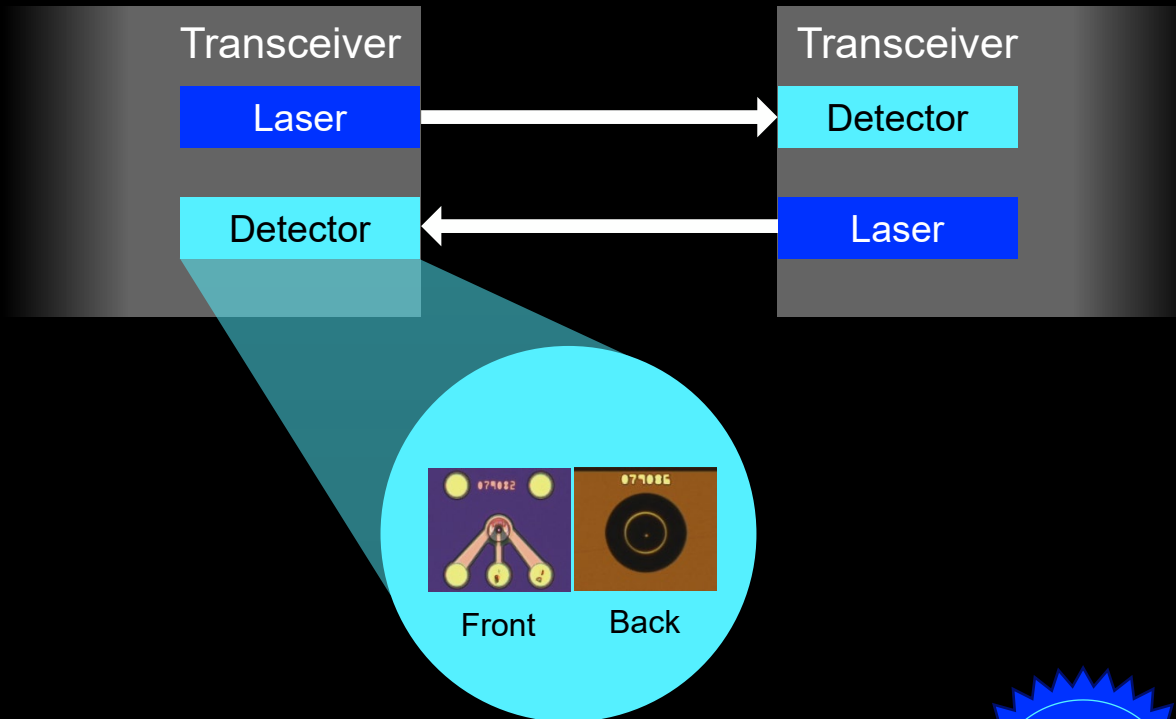 Transceiver
Transceiver
Laser
Detector
Detector
Laser
079082
079086
Front
Back